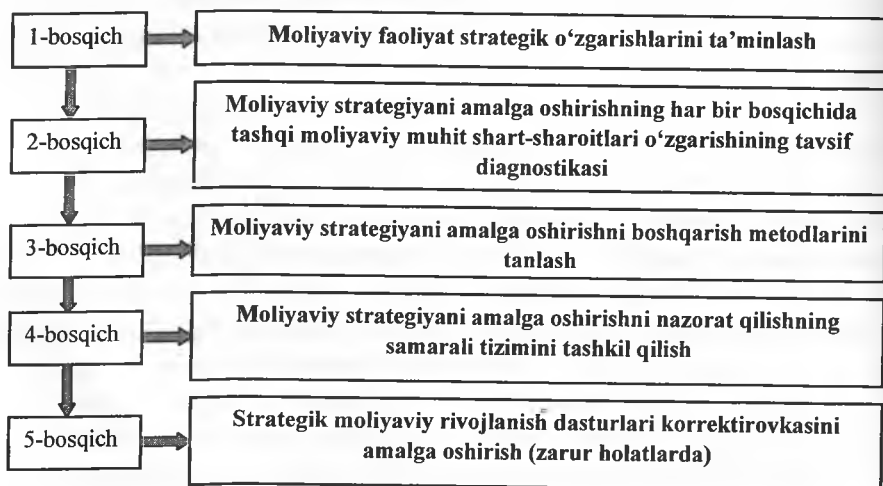 1-bosqich
Moliyaviy faoliyat strategik o‘zgarishlarini ta’minlash
2-bosqich
Moliyaviy strategiyani amalga oshirishning har bir bosqichida
tashqi moliyaviy muhit shart-sharoitlari o‘zgarishining tavsif
diagnostikasi
3-bosqich
Moliyaviy strategiyani amalga oshirishni boshqarish metodlarini
tanlash
4-bosqich
Moliyaviy strategiyani amalga oshirishni nazorat qilishning
samarali tizimini tashkil qilish
5-bosqich
Strategik moliyaviy rivojlanish dasturlari korrektirovkasini
amalga oshirish (zarur holatlarda)